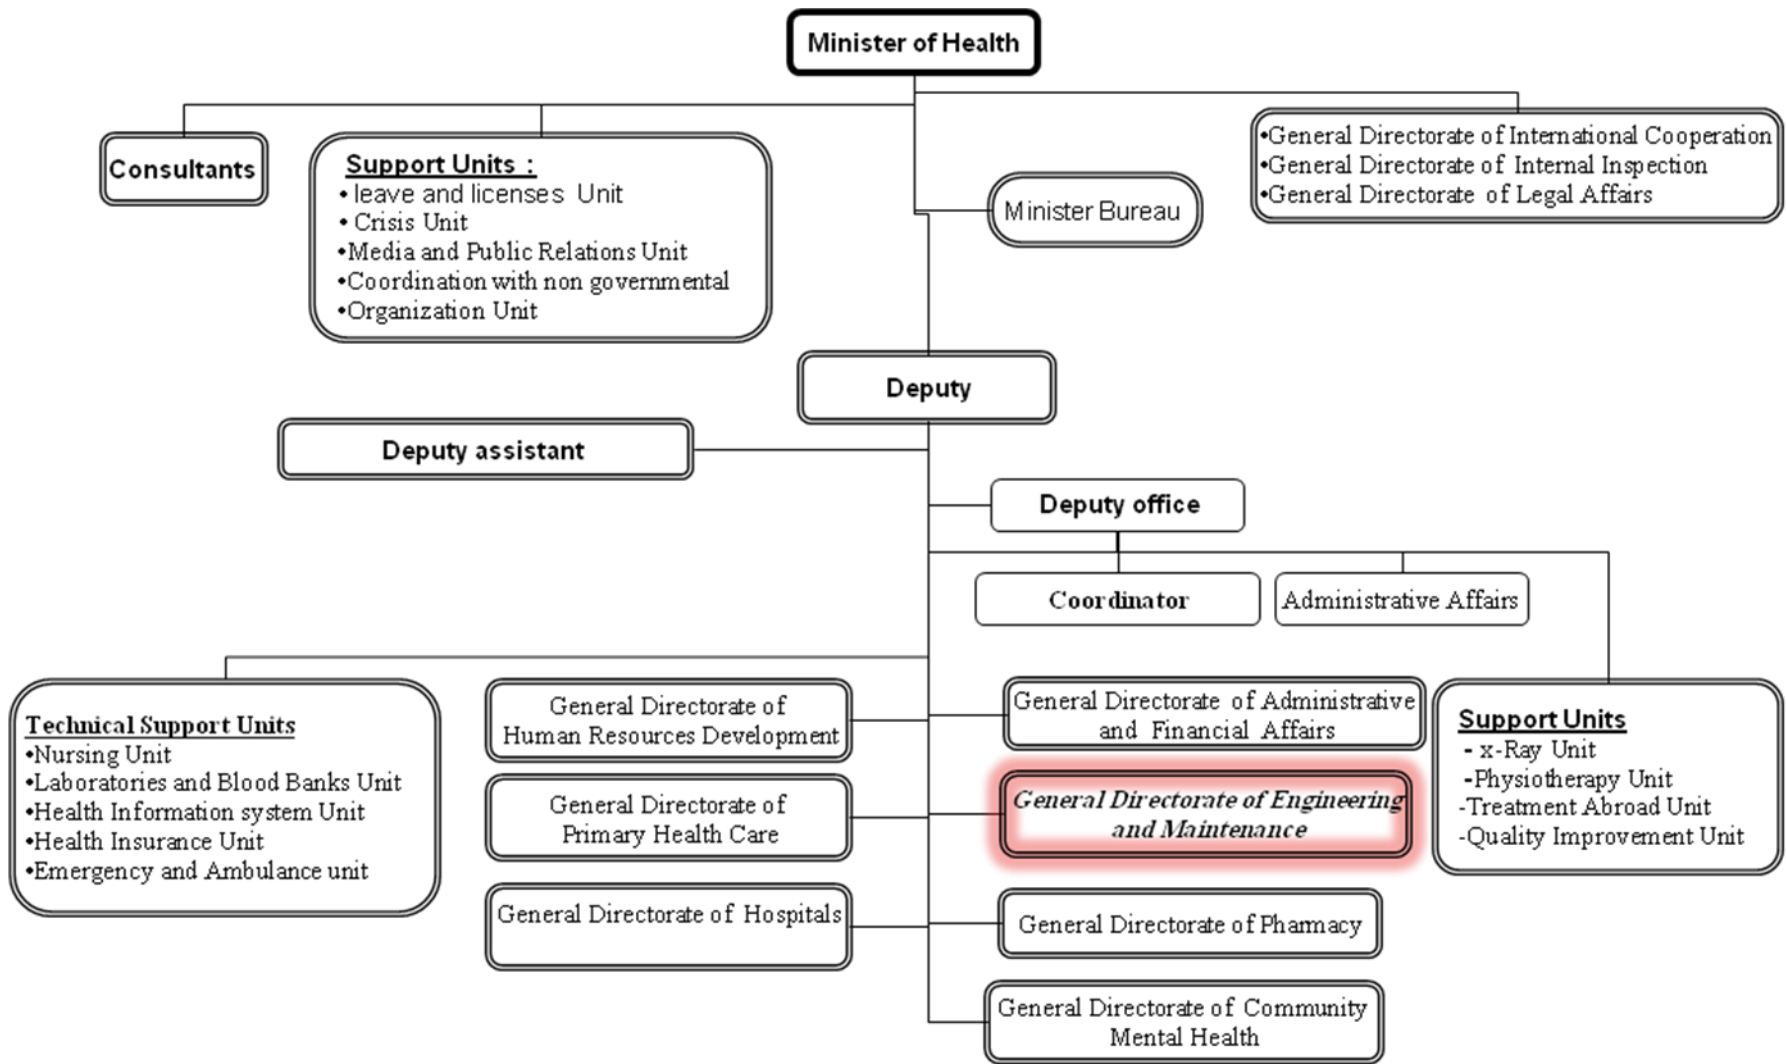 Minister of Health
Consultants
Support Units :
• leave and licenses Unit
• Crisis Unit
•Media and Public Relations Unit
•Coordination with non governmental
•Organization Unit
•General Directorate of International Cooperation
•General Directorate of Internal Inspection
•General Directorate of Legal Affairs
Minister Bureau
Deputy
Deputy assistant
Deputy office
Coordinator
Administrative Affairs
Technical Support Units
•Nursing Unit
•Laboratories and Blood Banks Unit
•Health Information system Unit
•Health Insurance Unit
•Emergency and Ambulance unit
General Directorate of
Human Resources Development
General Directorate of
Primary Health Care
General Directorate of Hospitals
General Directorate of Administrative
and Financial Affairs
General Directorate of Engineering
and Maintenance
General Directorate of Pharmacy
General Directorate of Community
Mental Health
Support Units
- x-Ray Unit
-Physiotherapy Unit
-Treatment Abroad Unit
-Quality Improvement Unit